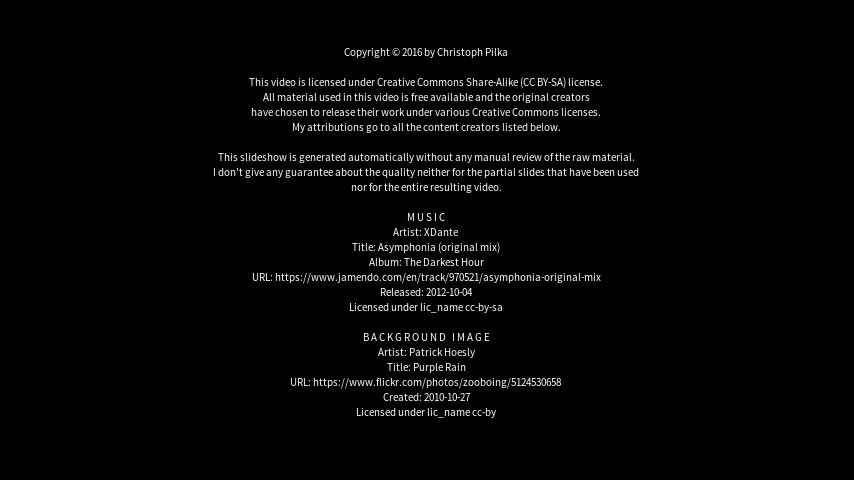 Copyright © 2016 by Christoph Pilka
This video is licensed under Creative Commons Share-Alike (CC BY-SA) license.
All material used in this video is free available and the original creators
have chosen to release their work under various Creative Commons licenses.
My attributions go to all the content creators listed below.
This slideshow is generated automatically without any manual review of the raw material.
I don't give any guarantee about the quality neither for the partial slides that have been used
nor for the entire resulting video.
M U S I C
Artist: XDante
Title: Asymphonia (original mix)
Album: The Darkest Hour
URL: https://www.jamendo.com/en/track/970521/asymphonia-original-mix
Released: 2012-10-04
Licensed under lic_name cc-by-sa
B A C K G R O U N D   I M A G E
Artist: Patrick Hoesly
Title: Purple Rain
URL: https://www.flickr.com/photos/zooboing/5124530658
Created: 2010-10-27
Licensed under lic_name cc-by